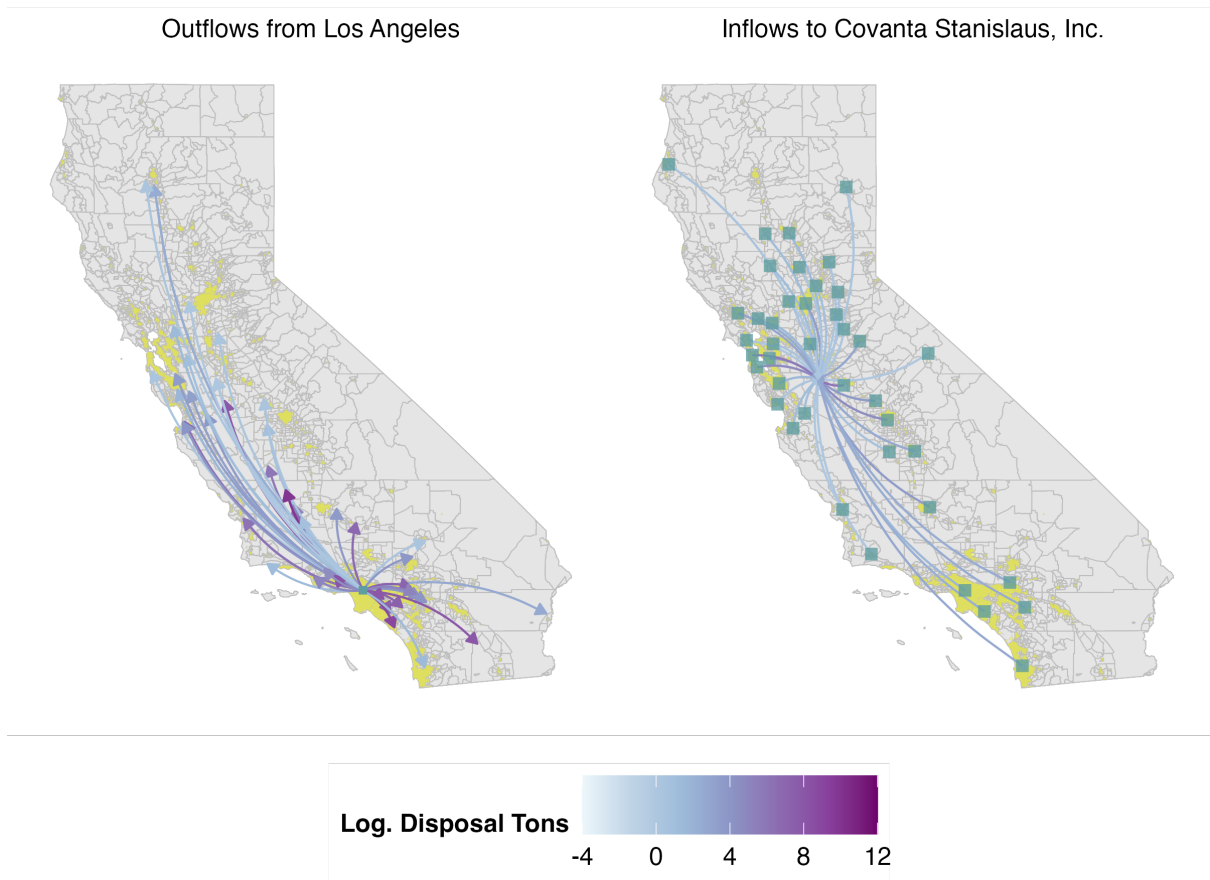 Outflows from Los Angeles
Inflows to Covanta Stanislaus, Inc.
Log. Disposal Tons
-4 0 4 8 12